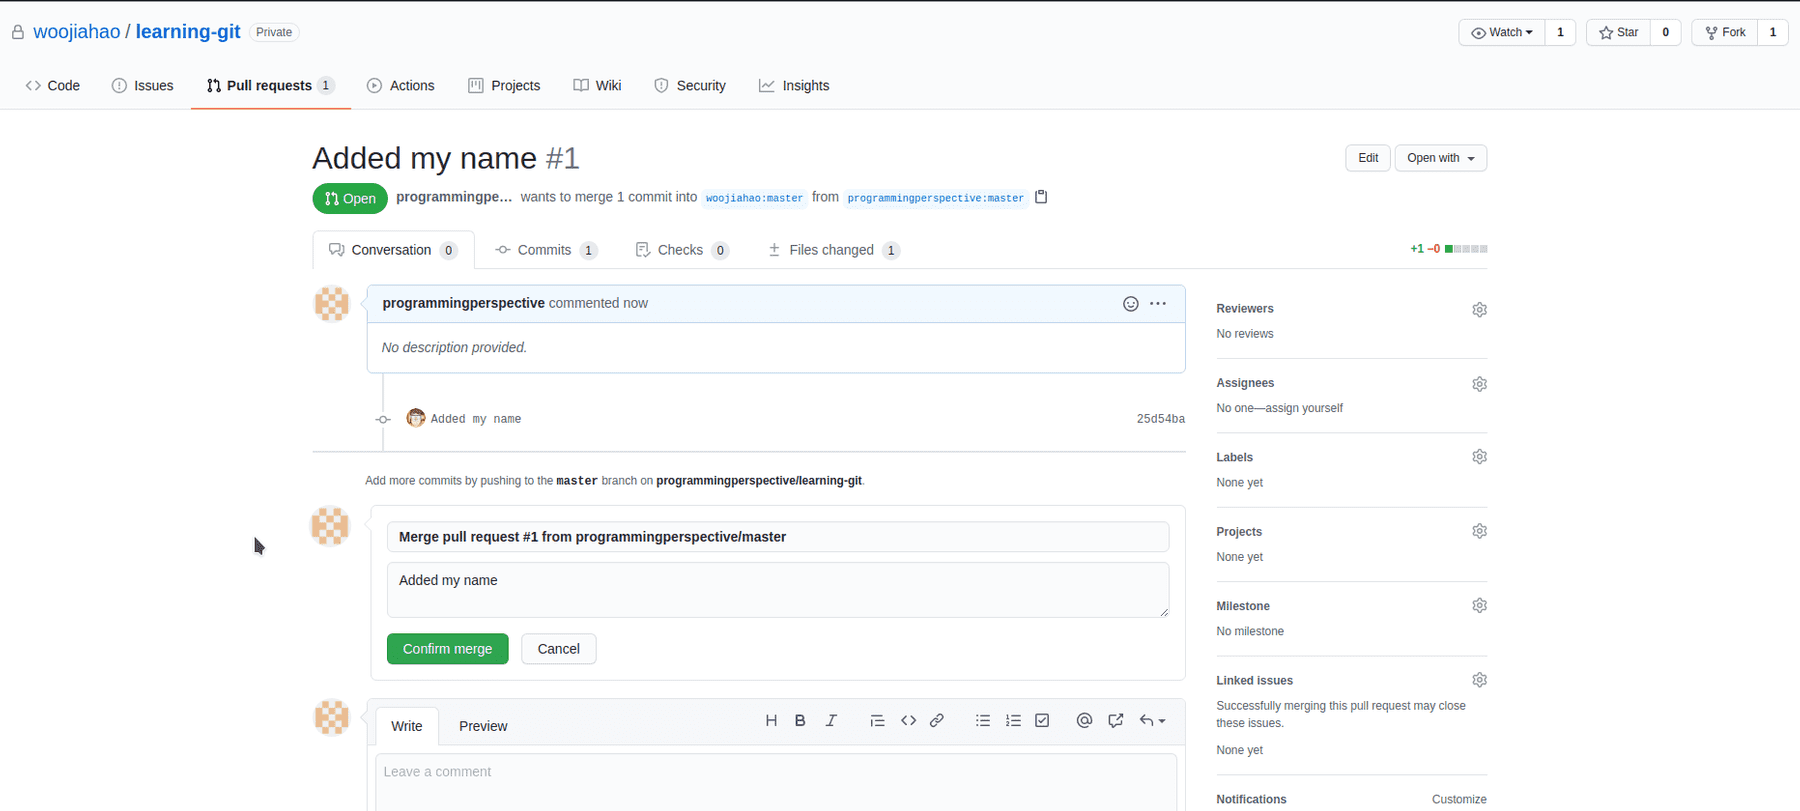 woojiahao / learning-git Private Watch 1 Star 0 Fork 1
Code Issues Pull requests 1 Actions Projects Wiki Security Insights
Added my name #1 Edit Open with
Open programmingpe... wants to merge 1 commit into woojiahao:master from programmingperspective:master
Conversation 0 Commits 1 Checks 0 Files changed 1 +1 −0
programmingperspective commented now
No description provided.
Added my name 25d54ba
Add more commits by pushing to the master branch on programmingperspective/learning-git.
Merge pull request #1 from programmingperspective/master
Added my name
Confirm merge Cancel
Write Preview H B I
Leave a comment
Reviewers
No reviews
Assignees
No one—assign yourself
Labels
None yet
Projects
None yet
Milestone
No milestone
Linked issues
Successfully merging this pull request may close
these issues.
None yet
Notifications Customize